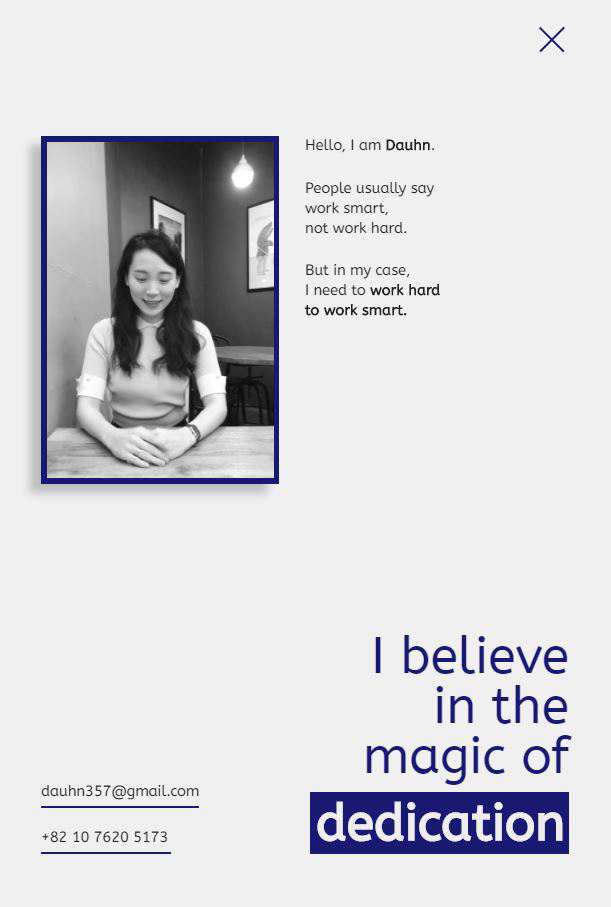 Hello, I am Dauhn.
People usually say
work smart,
not work hard.
But in my case,
I need to work hard
to work smart.
I believe
in the
magic of
dedication
dauhn357@gmail.com
+82 10 7620 5173